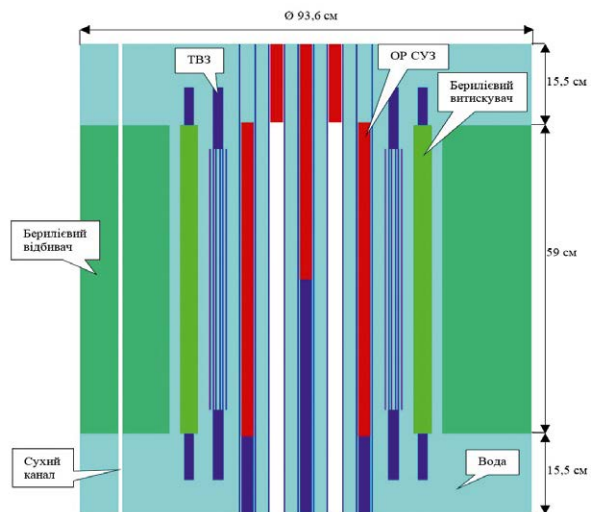 Ø 93,6 см
ТВЗ
ОР СУЗ
Берилієвий
витискувач
15,5 см
Берилієвий
відбивач
59 см
Сухий
канал
Вода
15,5 см